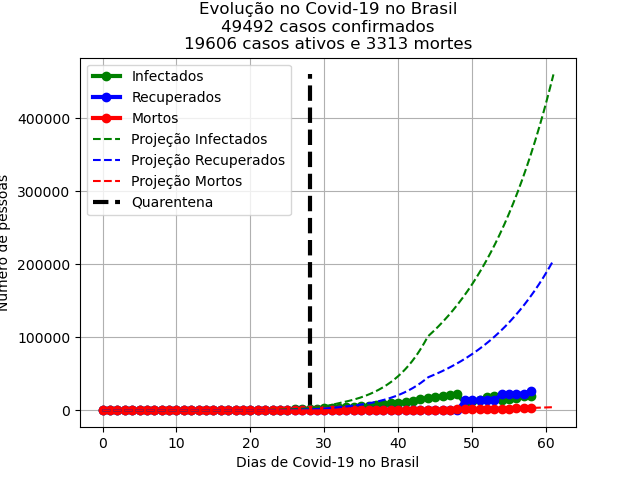 Evolução no Covid-19 no Brasil
49492 casos confirmados
19606 casos ativos e 3313 mortes
Infectados
Recuperados
Mortos
Projeção Infectados
Projeção Recuperados
Projeção Mortos
Quarentena
Número de pessoas
400000
300000
200000
100000
0
0 10 20 30 40 50 60
Dias de Covid-19 no Brasil